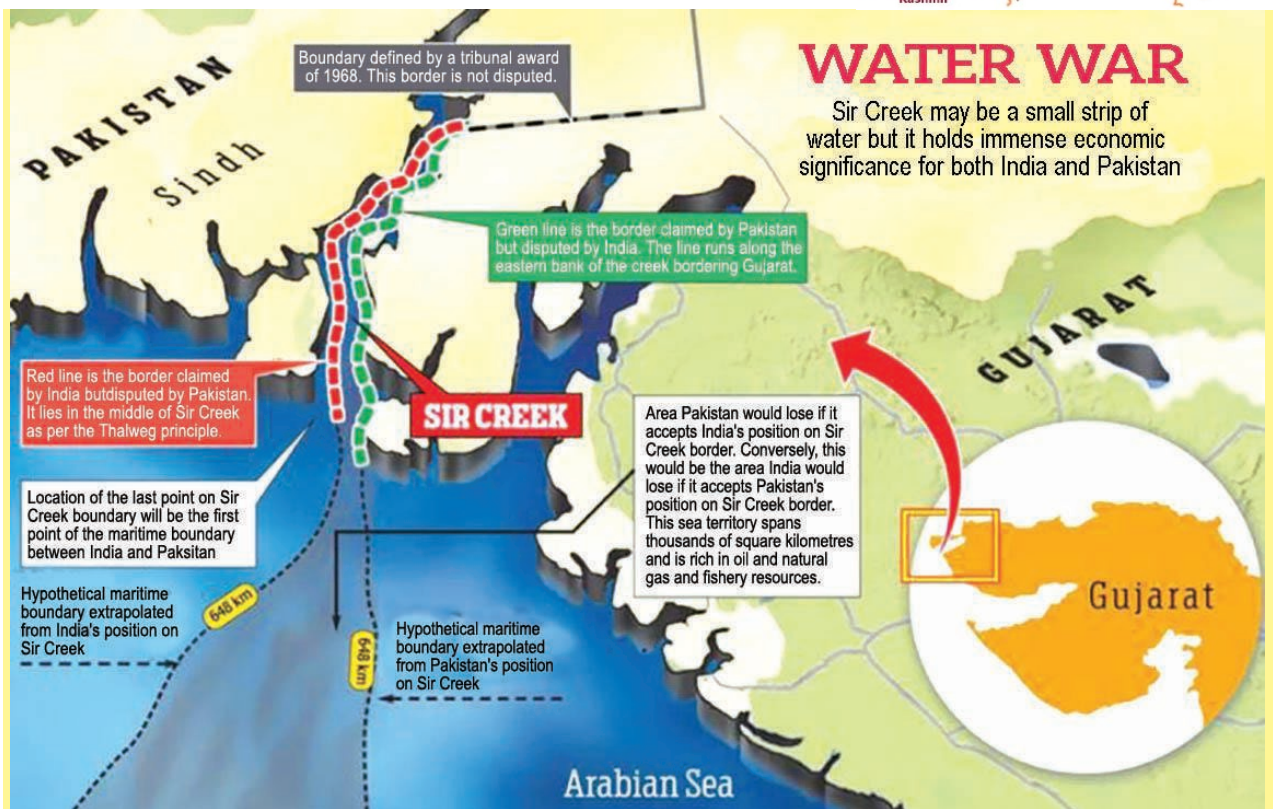 Kashmir
WATER WAR
Sir Creek may be a small strip of
water but it holds immense economic
significance for both India and Pakistan
Boundary defined by a tribunal award
of 1968. This border is not disputed.
PAKISTAN
Sindh
Green line is the border claimed by Pakistan
but disputed by India. The line runs along the
eastern bank of the creek bordering Gujarat.
GUJARAT
Red line is the border claimed
by India butdisputed by Pakistan.
It lies in the middle of Sir Creek
as per the Thalweg principle.
SIR CREEK
Area Pakistan would lose if it
accepts India's position on Sir
Creek border. Conversely, this
would be the area India would
lose if it accepts Pakistan's
position on Sir Creek border.
This sea territory spans
thousands of square kilometres
and is rich in oil and natural
gas and fishery resources.
Location of the last point on Sir
Creek boundary will be the first
point of the maritime boundary
between India and Paksitan
Hypothetical maritime
boundary extrapolated
from India's position on
Sir Creek
648 km
648 km
Hypothetical maritime
boundary extrapolated
from Pakistan's position
on Sir Creek
Gujarat
Arabian Sea